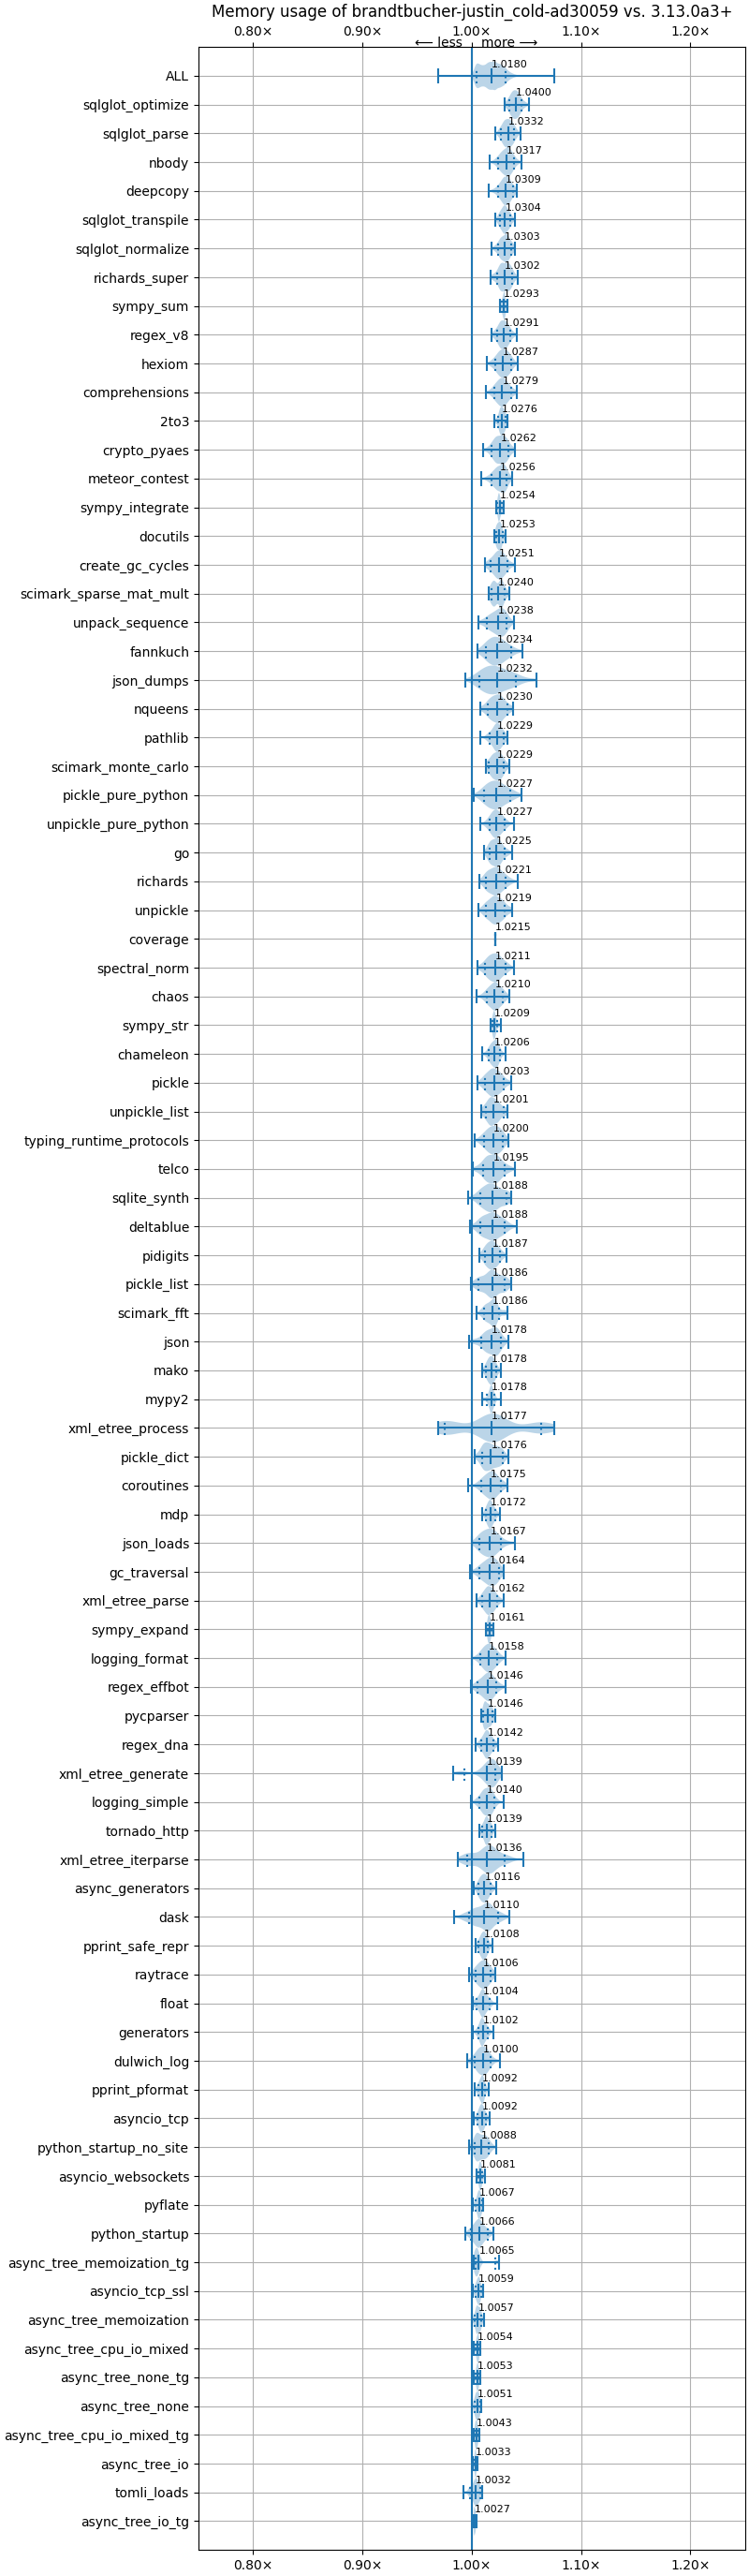 Memory usage of brandtbucher-justin_cold-ad30059 vs. 3.13.0a3+
0.80× 0.90× 1.00× 1.10× 1.20×
⟵ less more ⟶
ALL 1.0180
sqlglot_optimize 1.0400
sqlglot_parse 1.0332
nbody 1.0317
deepcopy 1.0309
sqlglot_transpile 1.0304
sqlglot_normalize 1.0303
richards_super 1.0302
sympy_sum 1.0293
regex_v8 1.0291
hexiom 1.0287
comprehensions 1.0279
2to3 1.0276
crypto_pyaes 1.0262
meteor_contest 1.0256
sympy_integrate 1.0254
docutils 1.0253
create_gc_cycles 1.0251
scimark_sparse_mat_mult 1.0240
unpack_sequence 1.0238
fannkuch 1.0234
json_dumps 1.0232
nqueens 1.0230
pathlib 1.0229
scimark_monte_carlo 1.0229
pickle_pure_python 1.0227
unpickle_pure_python 1.0227
go 1.0225
richards 1.0221
unpickle 1.0219
coverage 1.0215
spectral_norm 1.0211
chaos 1.0210
sympy_str 1.0209
chameleon 1.0206
pickle 1.0203
unpickle_list 1.0201
typing_runtime_protocols 1.0200
telco 1.0195
sqlite_synth 1.0188
deltablue 1.0188
pidigits 1.0187
pickle_list 1.0186
scimark_fft 1.0186
json 1.0178
mako 1.0178
mypy2 1.0178
xml_etree_process 1.0177
pickle_dict 1.0176
coroutines 1.0175
mdp 1.0172
json_loads 1.0167
gc_traversal 1.0164
xml_etree_parse 1.0162
sympy_expand 1.0161
logging_format 1.0158
regex_effbot 1.0146
pycparser 1.0146
regex_dna 1.0142
xml_etree_generate 1.0139
logging_simple 1.0140
tornado_http 1.0139
xml_etree_iterparse 1.0136
async_generators 1.0116
dask 1.0110
pprint_safe_repr 1.0108
raytrace 1.0106
float 1.0104
generators 1.0102
dulwich_log 1.0100
pprint_pformat 1.0092
asyncio_tcp 1.0092
python_startup_no_site 1.0088
asyncio_websockets 1.0081
pyflate 1.0067
python_startup 1.0066
async_tree_memoization_tg 1.0065
asyncio_tcp_ssl 1.0059
async_tree_memoization 1.0057
async_tree_cpu_io_mixed 1.0054
async_tree_none_tg 1.0053
async_tree_none 1.0051
async_tree_cpu_io_mixed_tg 1.0043
async_tree_io 1.0033
tomli_loads 1.0032
async_tree_io_tg 1.0027
0.80× 0.90× 1.00× 1.10× 1.20×